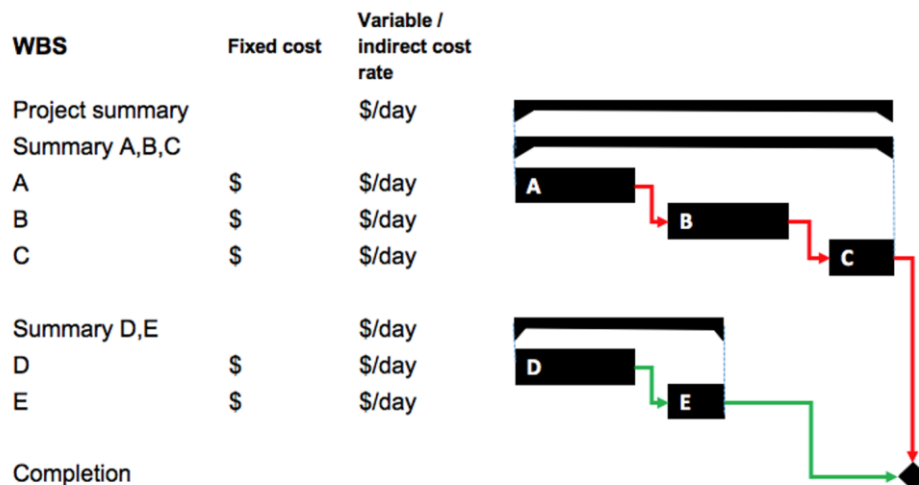 WBS Fixed cost Variable / indirect cost rate
Project summary $/day
Summary A,B,C
A $ $/day A
B $ $/day B
C $ $/day C
Summary D,E $/day
D $ $/day D
E $ $/day E
Completion